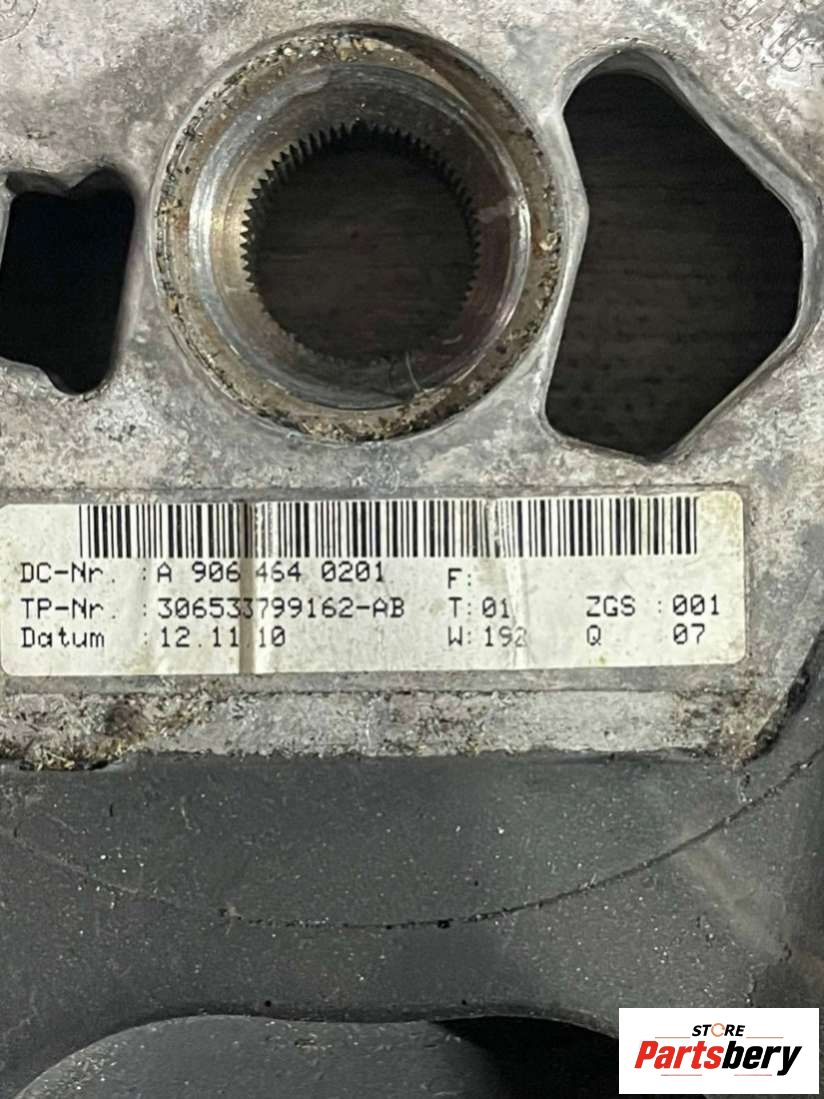 DC-Nr. : A 906 464 0201 F:
TP-Nr. : 306533799162-AB T: 01 ZGS : 001
Datum : 12.11.10 W: 192 Q 07
STORE
Partsbery